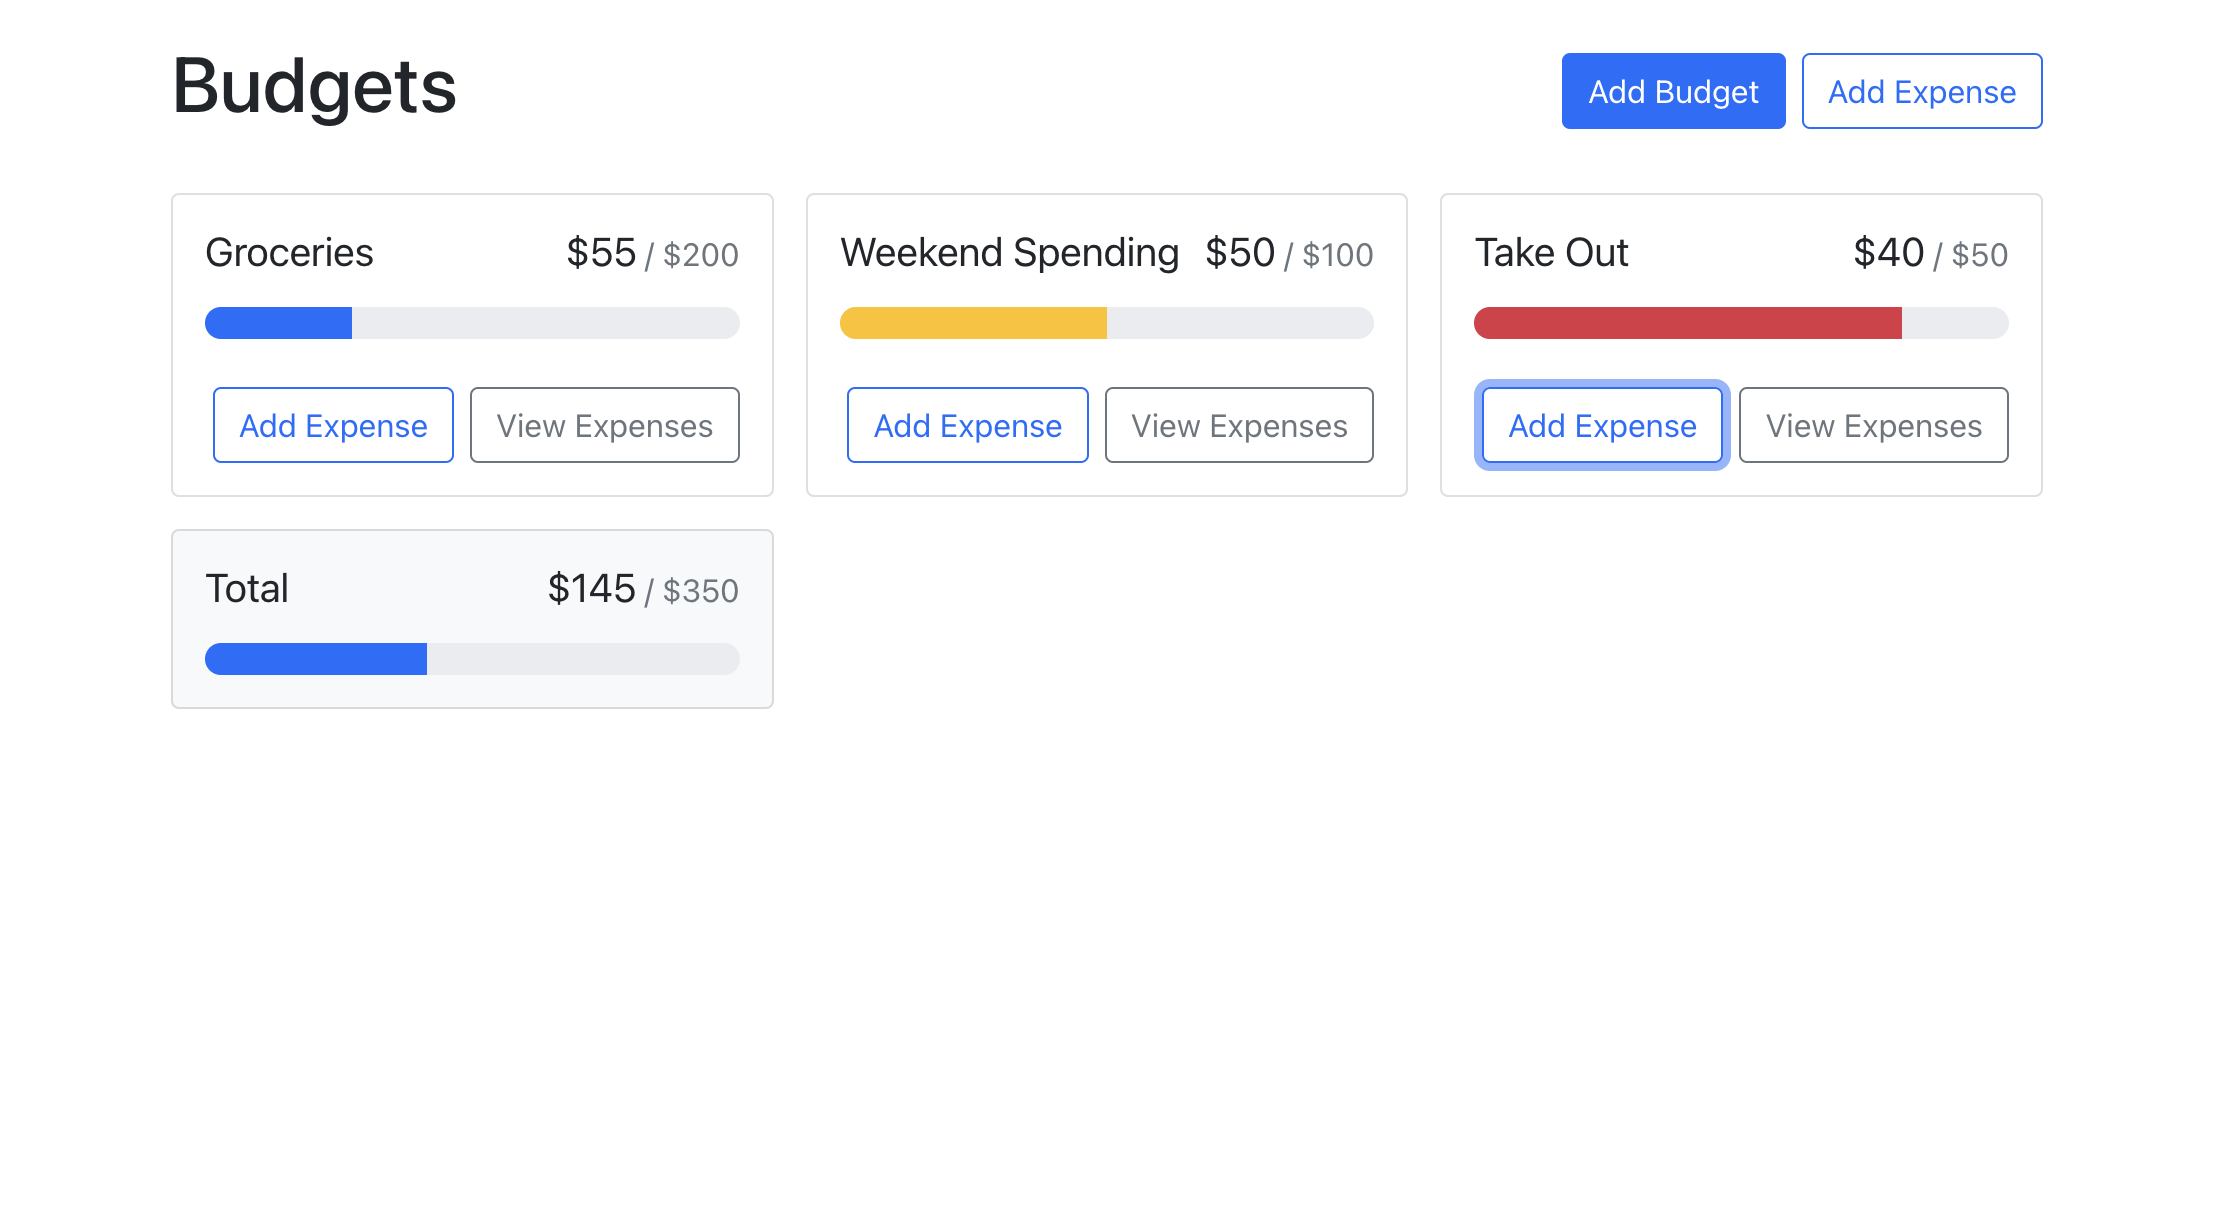 Budgets
Add Budget
Add Expense
Groceries $55 / $200
Add Expense
View Expenses
Weekend Spending $50 / $100
Add Expense
View Expenses
Take Out $40 / $50
Add Expense
View Expenses
Total $145 / $350